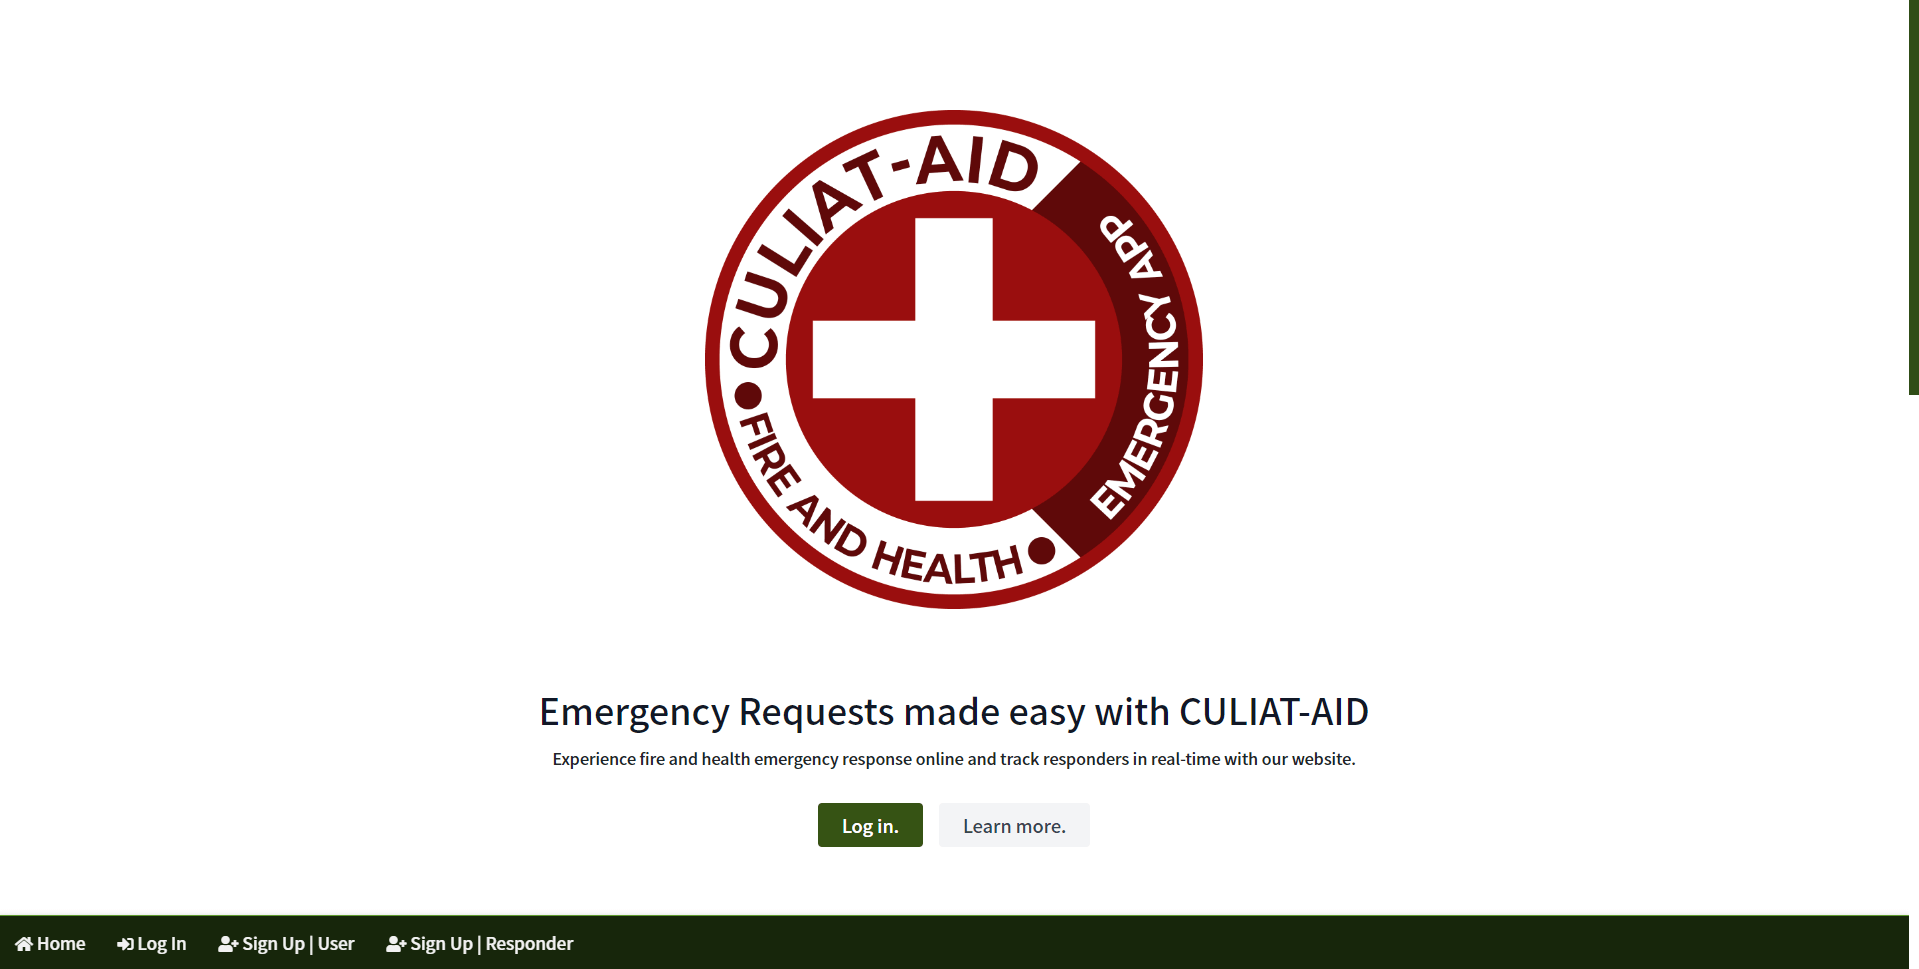 CULIAT-AID
EMERGENCY APP
FIRE AND HEALTH
Emergency Requests made easy with CULIAT-AID
Experience fire and health emergency response online and track responders in real-time with our website.
Log in.
Learn more.
Home
Log In
Sign Up | User
Sign Up | Responder